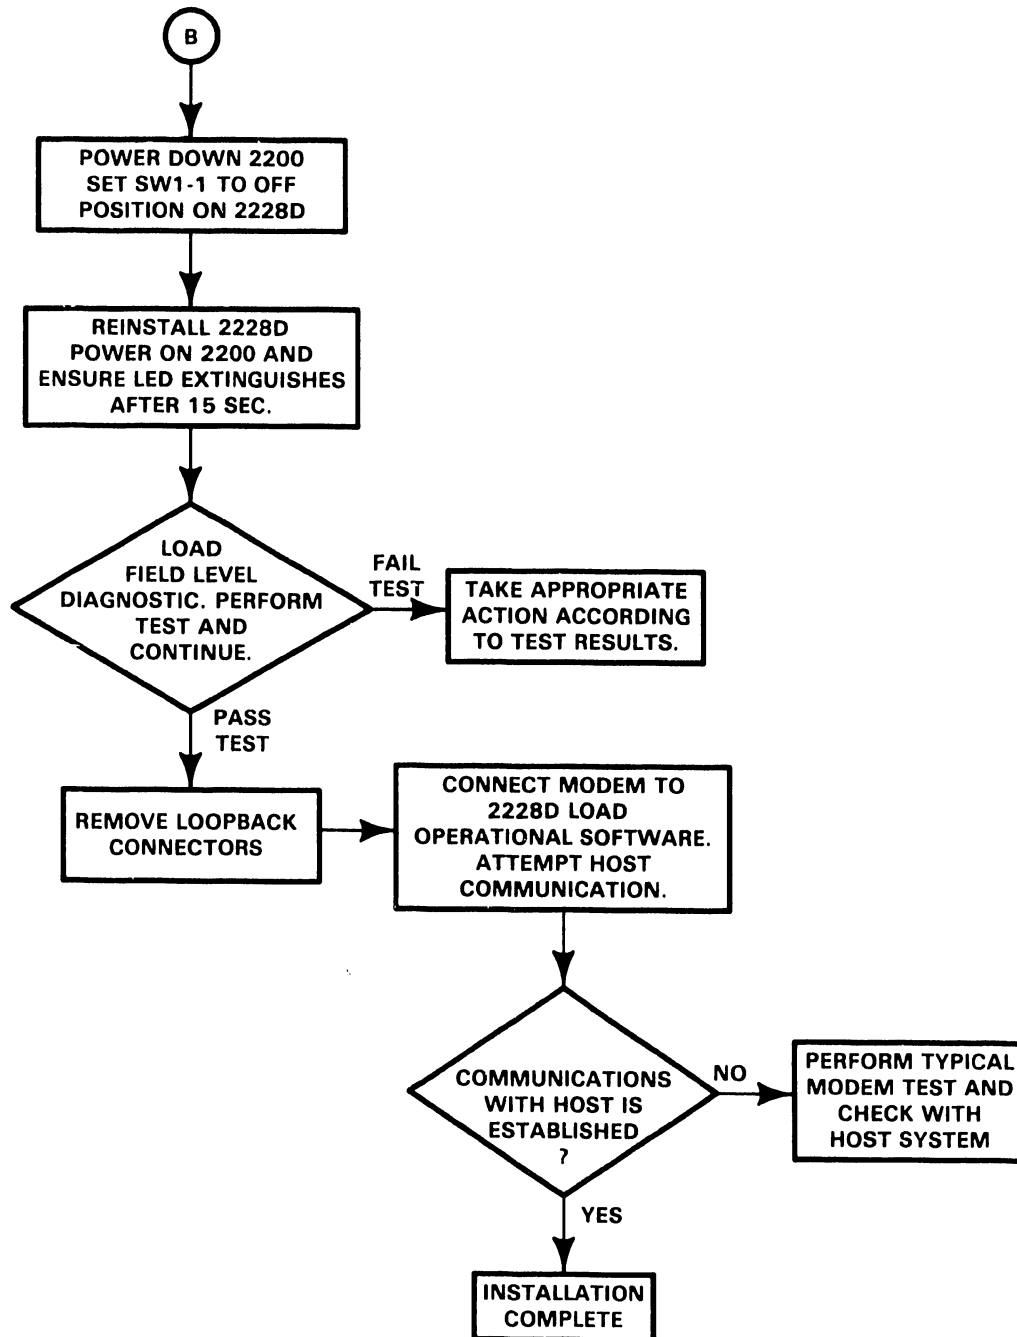 B
POWER DOWN 2200
SET SW1-1 TO OFF
POSITION ON 2228D
REINSTALL 2228D
POWER ON 2200 AND
ENSURE LED EXTINGUISHES
AFTER 15 SEC.
LOAD
FIELD LEVEL
DIAGNOSTIC. PERFORM
TEST AND
CONTINUE.
FAIL
TEST
TAKE APPROPRIATE
ACTION ACCORDING
TO TEST RESULTS.
PASS
TEST
REMOVE LOOPBACK
CONNECTORS
CONNECT MODEM TO
2228D LOAD
OPERATIONAL SOFTWARE.
ATTEMPT HOST
COMMUNICATION.
COMMUNICATIONS
WITH HOST IS
ESTABLISHED
?
NO
PERFORM TYPICAL
MODEM TEST AND
CHECK WITH
HOST SYSTEM
YES
INSTALLATION
COMPLETE